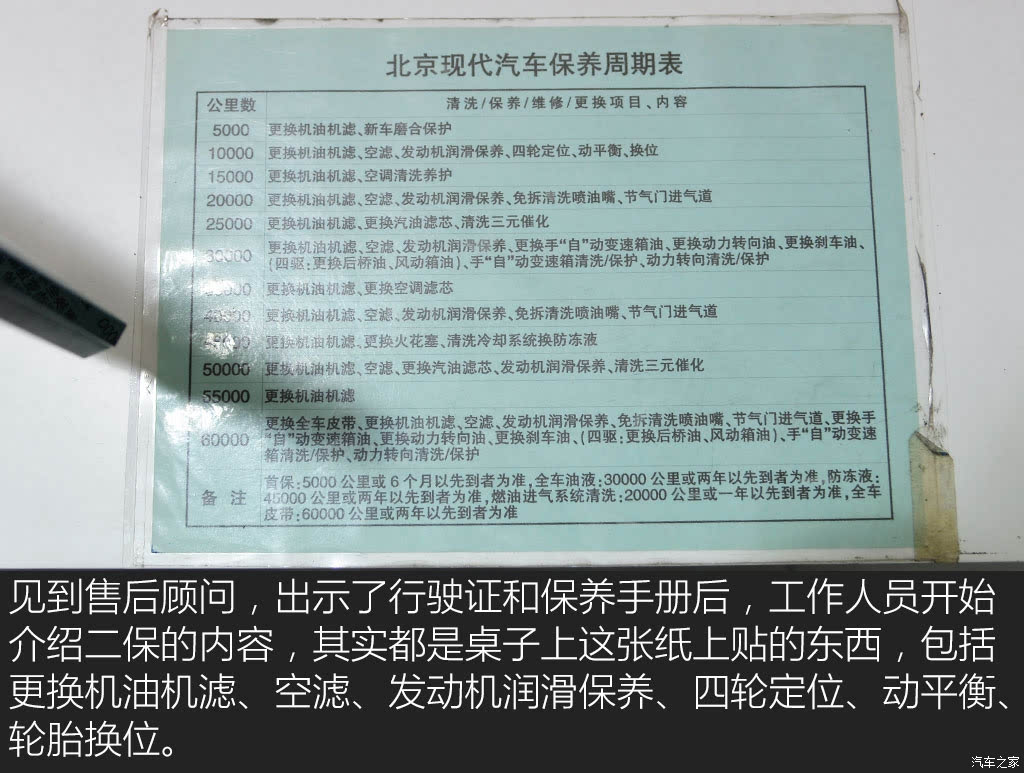 北京现代汽车保养周期表
公里数 清洗/保养/维修/更换项目、内容
5000 更换机油机滤、新车磨合保护
10000 更换机油机滤、空滤、发动机润滑保养、四轮定位、动平衡、换位
15000 更换机油机滤、空调清洗养护
20000 更换机油机滤、空滤、发动机润滑保养、免拆清洗喷油嘴、节气门进气道
25000 更换机油机滤、更换汽油滤芯、清洗三元催化
30000 更换机油机滤、空滤、发动机润滑保养、更换手“自”动变速箱油、更换动力转向油、更换刹车油、
(四驱:更换后桥油、风动箱油)、手“自”动变速箱清洗/保护、动力转向清洗/保护
更换机油机滤、更换空调滤芯
40000 更换机油机滤、空滤、发动机润滑保养、免拆清洗喷油嘴、节气门进气道
更换机油机滤、更换火花塞、清洗冷却系统换防冻液
50000 更换机油机滤、空滤、更换汽油滤芯、发动机润滑保养、清洗三元催化
55000 更换机油机滤
60000 更换全车皮带、更换机油机滤、空滤、发动机润滑保养、免拆清洗喷油嘴、节气门进气道、更换手
“自”动变速箱油、更换动力转向油、更换刹车油、(四驱:更换后桥油、风动箱油)、手“自”动变速
箱清洗/保护、动力转向清洗/保护
备注 首保:5000公里或6个月以先到者为准,全车油液:30000公里或两年以先到者为准,防冻液:
45000公里或两年以先到者为准,燃油进气系统清洗:20000公里或一年以先到者为准,全车
皮带:60000公里或两年以先到者为准
见到售后顾问，出示了行驶证和保养手册后，工作人员开始
介绍二保的内容，其实都是桌子上这张纸上贴的东西，包括
更换机油机滤、空滤、发动机润滑保养、四轮定位、动平衡、
轮胎换位。
汽车之家